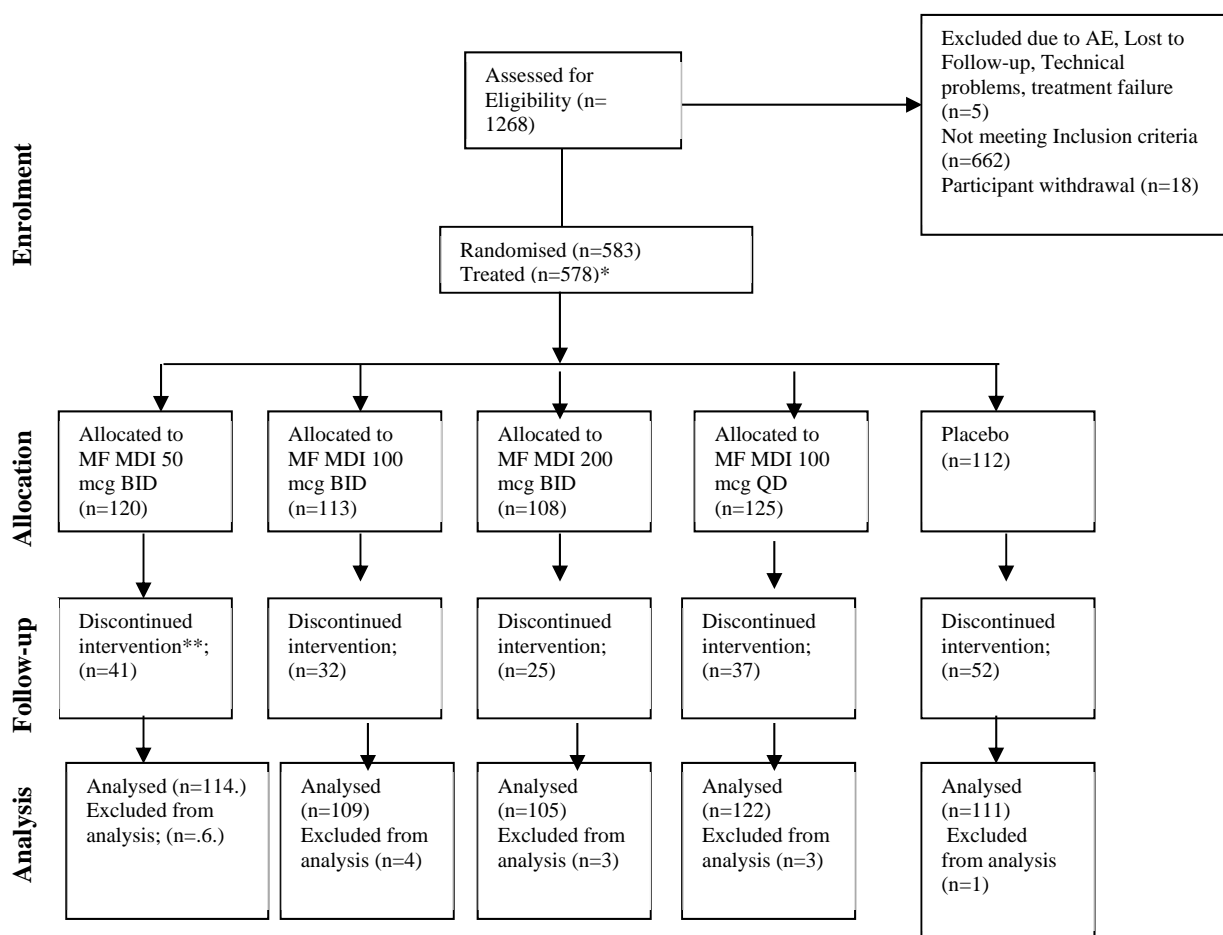 Enrolment
Assessed for
Eligibility (n=
1268)
Excluded due to AE, Lost to
Follow-up, Technical
problems, treatment failure
(n=5)
Not meeting Inclusion criteria
(n=662)
Participant withdrawal (n=18)
Randomised (n=583)
Treated (n=578)*
Allocation
Allocated to
MF MDI 50
mcg BID
(n=120)
Allocated to
MF MDI 100
mcg BID
(n=113)
Allocated to
MF MDI 200
mcg BID
(n=108)
Allocated to
MF MDI 100
mcg QD
(n=125)
Placebo
(n=112)
Follow-up
Discontinued
intervention**;
(n=41)
Discontinued
intervention;
(n=32)
Discontinued
intervention;
(n=25)
Discontinued
intervention;
(n=37)
Discontinued
intervention;
(n=52)
Analysis
Analysed (n=114.)
Excluded from
analysis; (n=.6.)
Analysed
(n=109)
Excluded from
analysis (n=4)
Analysed
(n=105)
Excluded from
analysis (n=3)
Analysed
(n=122)
Excluded from
analysis (n=3)
Analysed
(n=111)
Excluded
from analysis
(n=1)